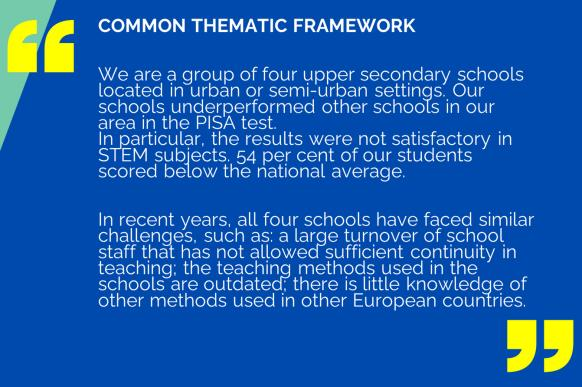 COMMON THEMATIC FRAMEWORK
We are a group of four upper secondary schools
located in urban or semi-urban settings. Our
schools underperformed other schools in our
area in the PISA test.
In particular, the results were not satisfactory in
STEM subjects. 54 per cent of our students
scored below the national average.
In recent years, all four schools have faced similar
challenges, such as: a large turnover of school
staff that has not allowed sufficient continuity in
teaching; the teaching methods used in the
schools are outdated; there is little knowledge of
other methods used in other European countries.